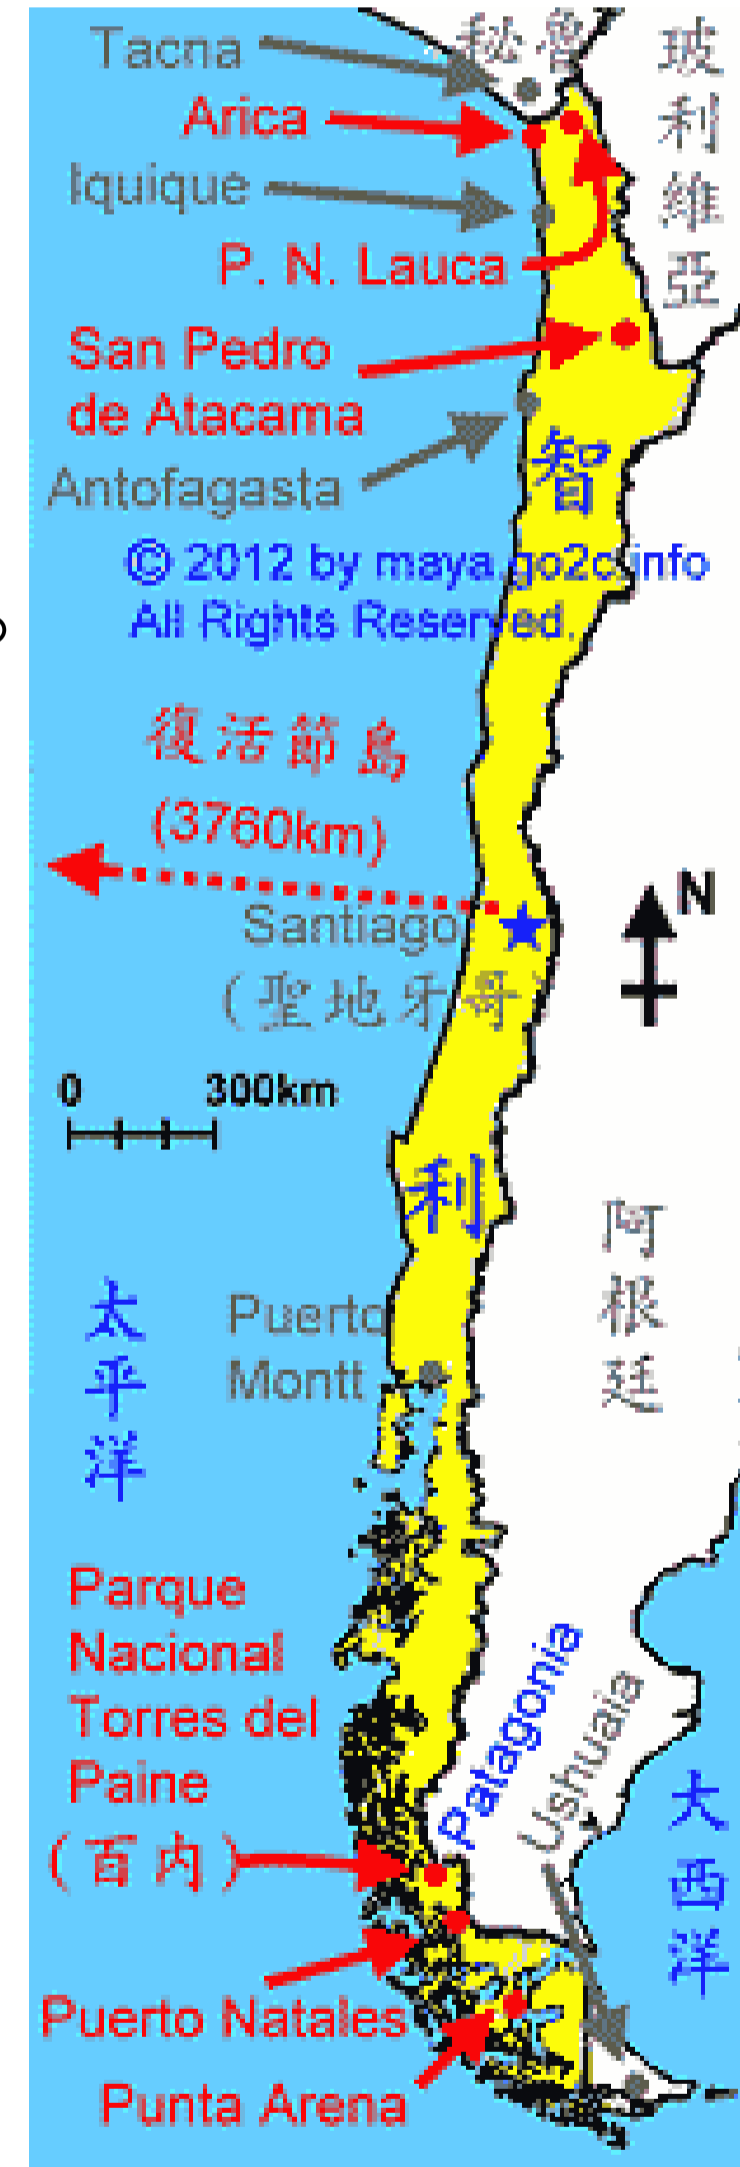 秘魯
Tacna
玻利維亞
Arica
Iquique
P. N. Lauca
San Pedro
de Atacama
Antofagasta
智利
© 2012 by maya.go2c.info
All Rights Reserved.
復活節島
(3760km)
N
Santiago
(聖地牙哥)
0 300km
阿根廷
太平洋
Puerto
Montt
Parque
Nacional
Torres del
Paine
(百內)
Patagonia
Ushuaia
大西洋
Puerto Natales
Punta Arena